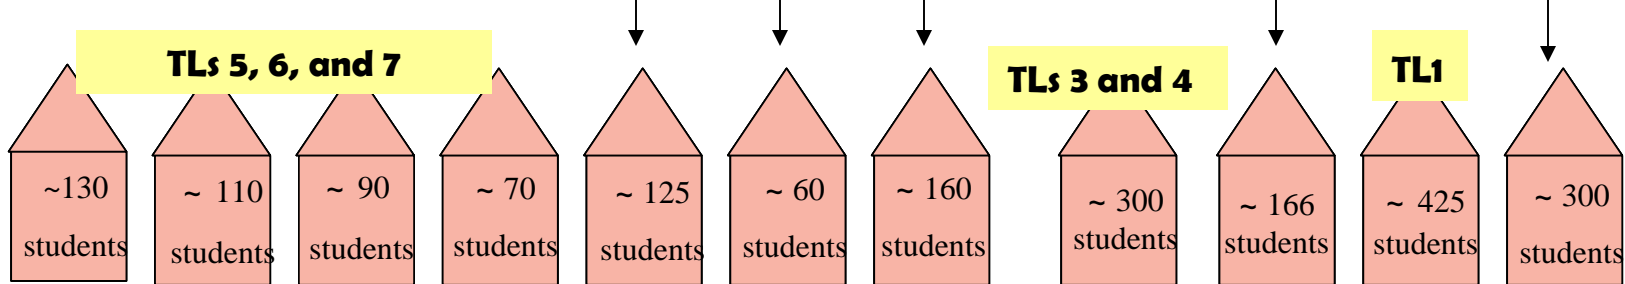 TLs 5, 6, and 7
TLs 3 and 4
TL1
~130
students
~ 110
students
~ 90
students
~ 70
students
~ 125
students
~ 60
students
~ 160
students
~ 300
students
~ 166
students
~ 425
students
~ 300
students